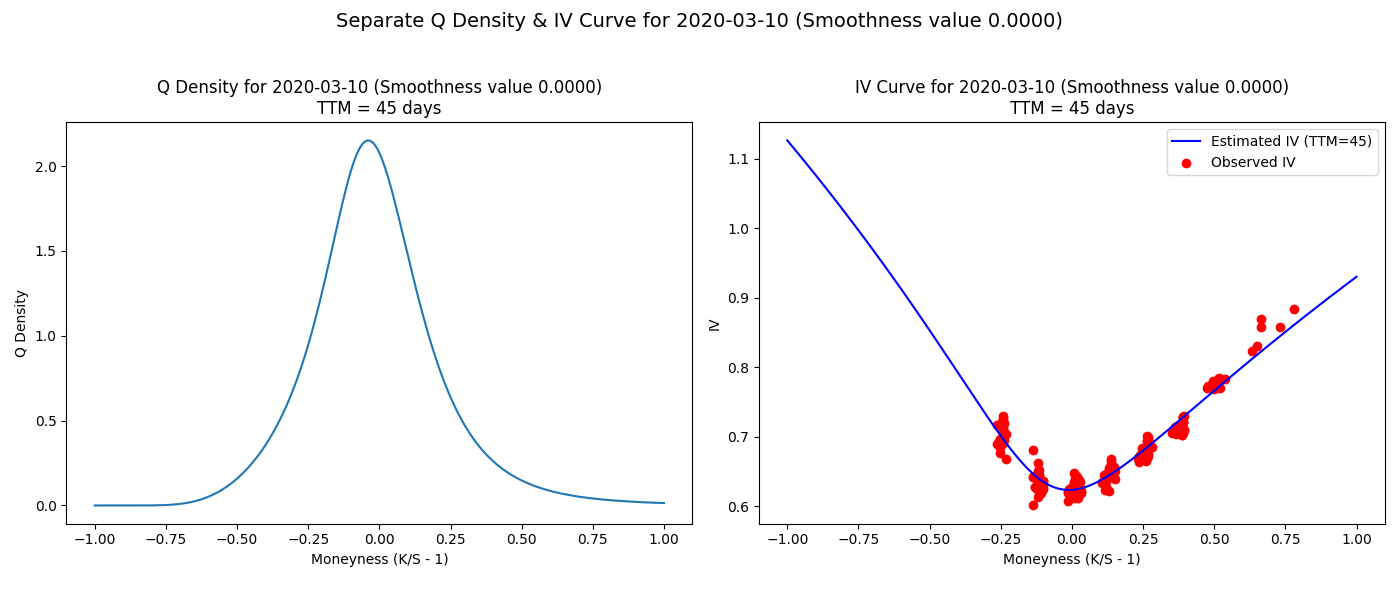 Separate Q Density & IV Curve for 2020-03-10 (Smoothness value 0.0000)
Q Density for 2020-03-10 (Smoothness value 0.0000)
TTM = 45 days
2.0
1.5
1.0
0.5
0.0
Q Density
−1.00 −0.75 −0.50 −0.25 0.00 0.25 0.50 0.75 1.00
Moneyness (K/S - 1)
IV Curve for 2020-03-10 (Smoothness value 0.0000)
TTM = 45 days
Estimated IV (TTM=45)
Observed IV
1.1
1.0
0.9
0.8
0.7
0.6
IV
−1.00 −0.75 −0.50 −0.25 0.00 0.25 0.50 0.75 1.00
Moneyness (K/S - 1)